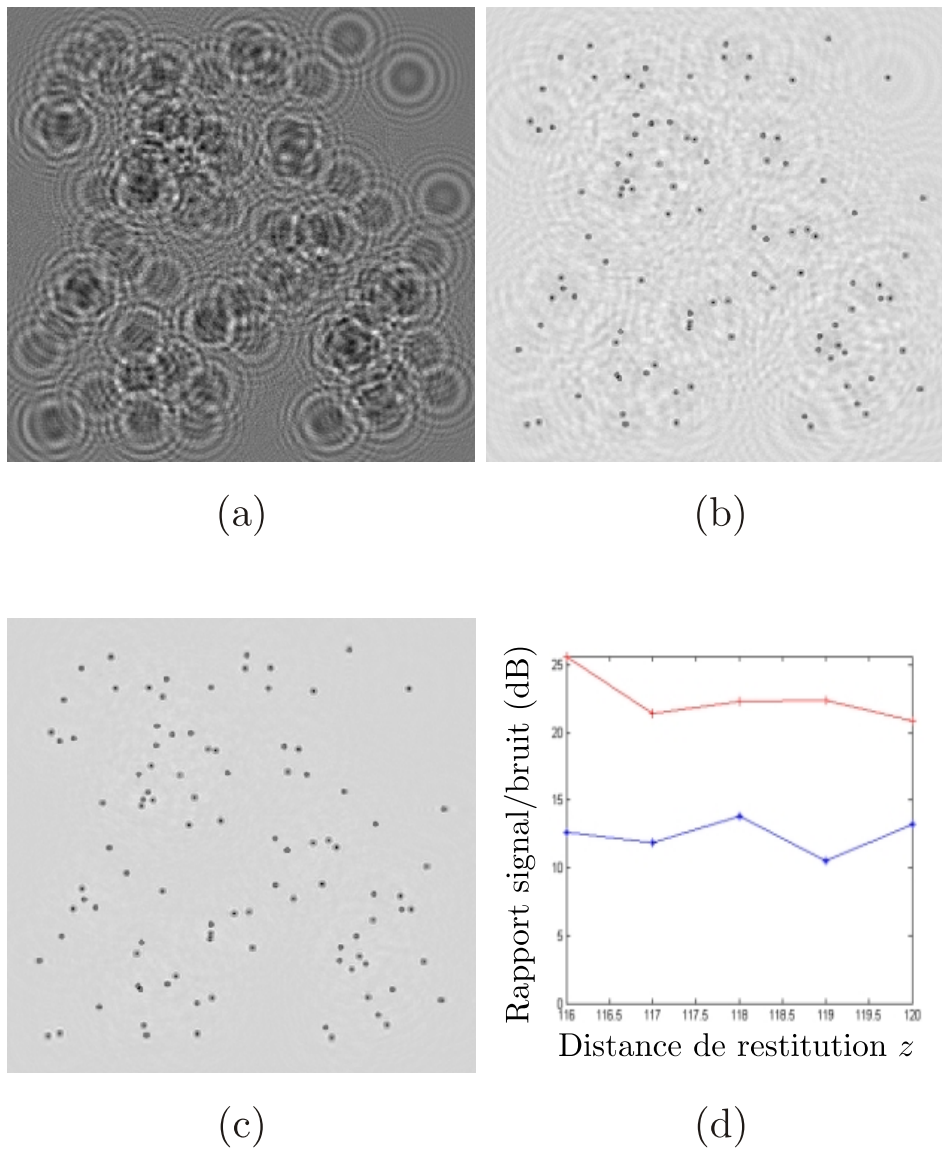 (a)
(b)
(c)
Rapport signal/bruit (dB)
25
20
15
10
5
0
116 116.5 117 117.5 118 118.5 119 119.5 120
Distance de restitution z
(d)